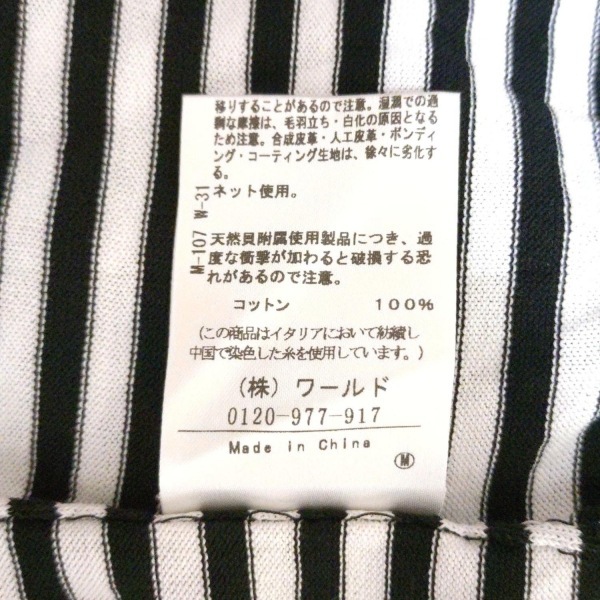 移りすることがあるので注意。湿潤での過
剰な摩擦は、毛羽立ち・白化の原因となる
ため注意。合成皮革・人工皮革・ボンディ
ング・コーティング生地は、徐々に劣化す
る。
ネット使用。
M-107 W-31
天然貝附属使用製品につき、過
度な衝撃が加わると破損する恐
れがあるので注意。
コットン 100%
(この商品はイタリアにおいて紡績し
中国で染色した糸を使用しています。)
(株) ワールド
0120-977-917
Made in China
M